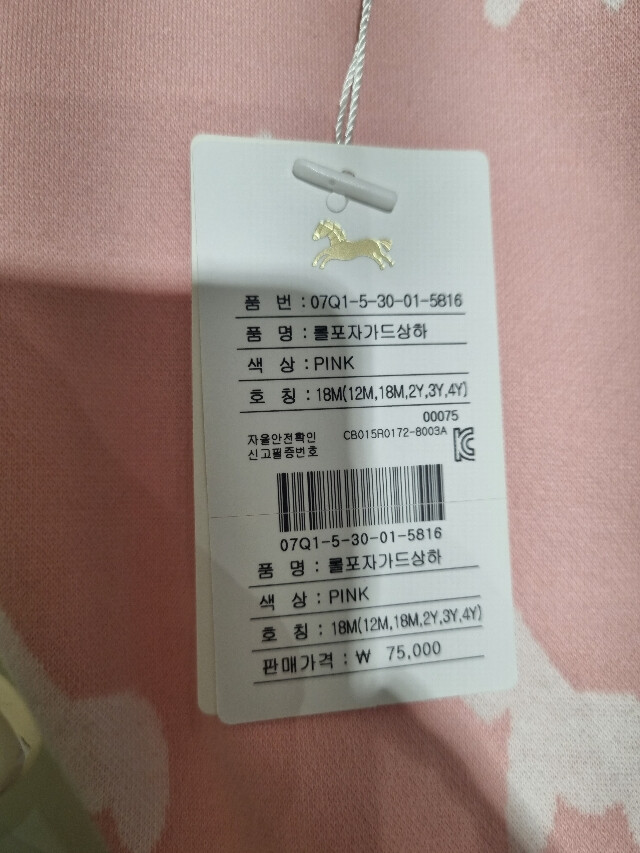 품 번 : 07Q1-5-30-01-5816
품 명 : 롤포자가드상하
색 상 : PINK
호 칭 : 18M(12M,18M,2Y,3Y,4Y)
00075
자율안전확인 CB015R0172-8003A
신고필증번호
07Q1-5-30-01-5816
품 명 : 롤포자가드상하
색 상 : PINK
호 칭 : 18M(12M,18M,2Y,3Y,4Y)
판매가격 : ₩ 75,000